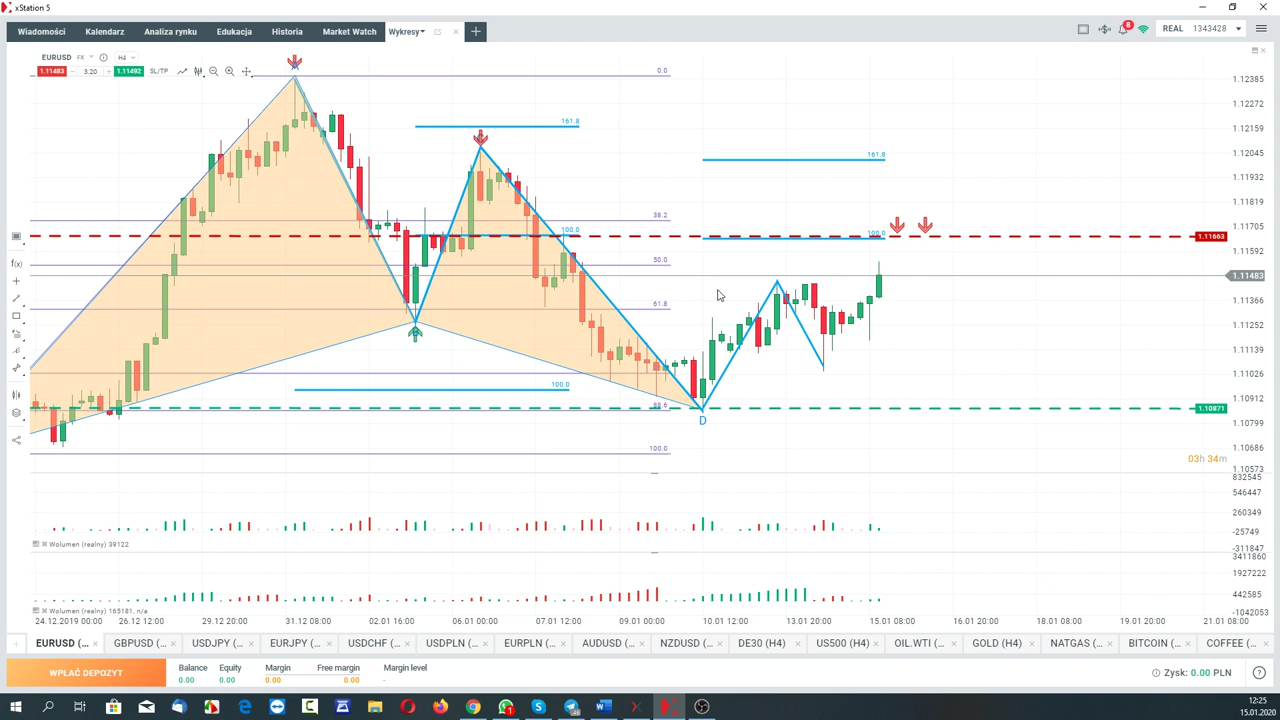 xStation 5
Wiadomości Kalendarz Analiza rynku Edukacja Historia Market Watch Wykresy
8 REAL 1343428
EURUSD FX H4
1.11483 3.20 1.11492 SL/TP
0.0
161.8
38.2
100.0
50.0
61.8
100.0
88.6
100.0
161.8
100.0
D
1.12385
1.12272
1.12159
1.12045
1.11932
1.11819
1.11705
1.11663
1.11592
1.11483
1.11366
1.11252
1.11139
1.11026
1.10912
1.10871
1.10799
1.10686
03h 34m
1.10573
832545
546447
260349
-25749
-311847
Wolumen (realny) 39122
3411860
1927222
442585
-1042053
Wolumen (realny) 165181, n/a
24.12.2019 00:00 26.12 12:00 29.12 20:00 31.12 08:00 02.01 16:00 06.01 00:00 07.01 12:00 09.01 00:00 10.01 12:00 13.01 20:00 15.01 08:00 16.01 20:00 18.01 08:00 19.01 20:00 21.01 08:00
EURUSD (... GBPUSD (... USDJPY (... EURJPY (... USDCHF (... USDPLN (... EURPLN (... AUDUSD (... NZDUSD (... DE30 (H4) US500 (H4) OIL.WTI (... GOLD (H4) NATGAS (... BITCOIN (... COFFEE (...
WPŁAĆ DEPOZYT
Balance Equity Margin Free margin Margin level
0.00 0.00 0.00 0.00 -
Zysk: 0.00 PLN
12:25
15.01.2020